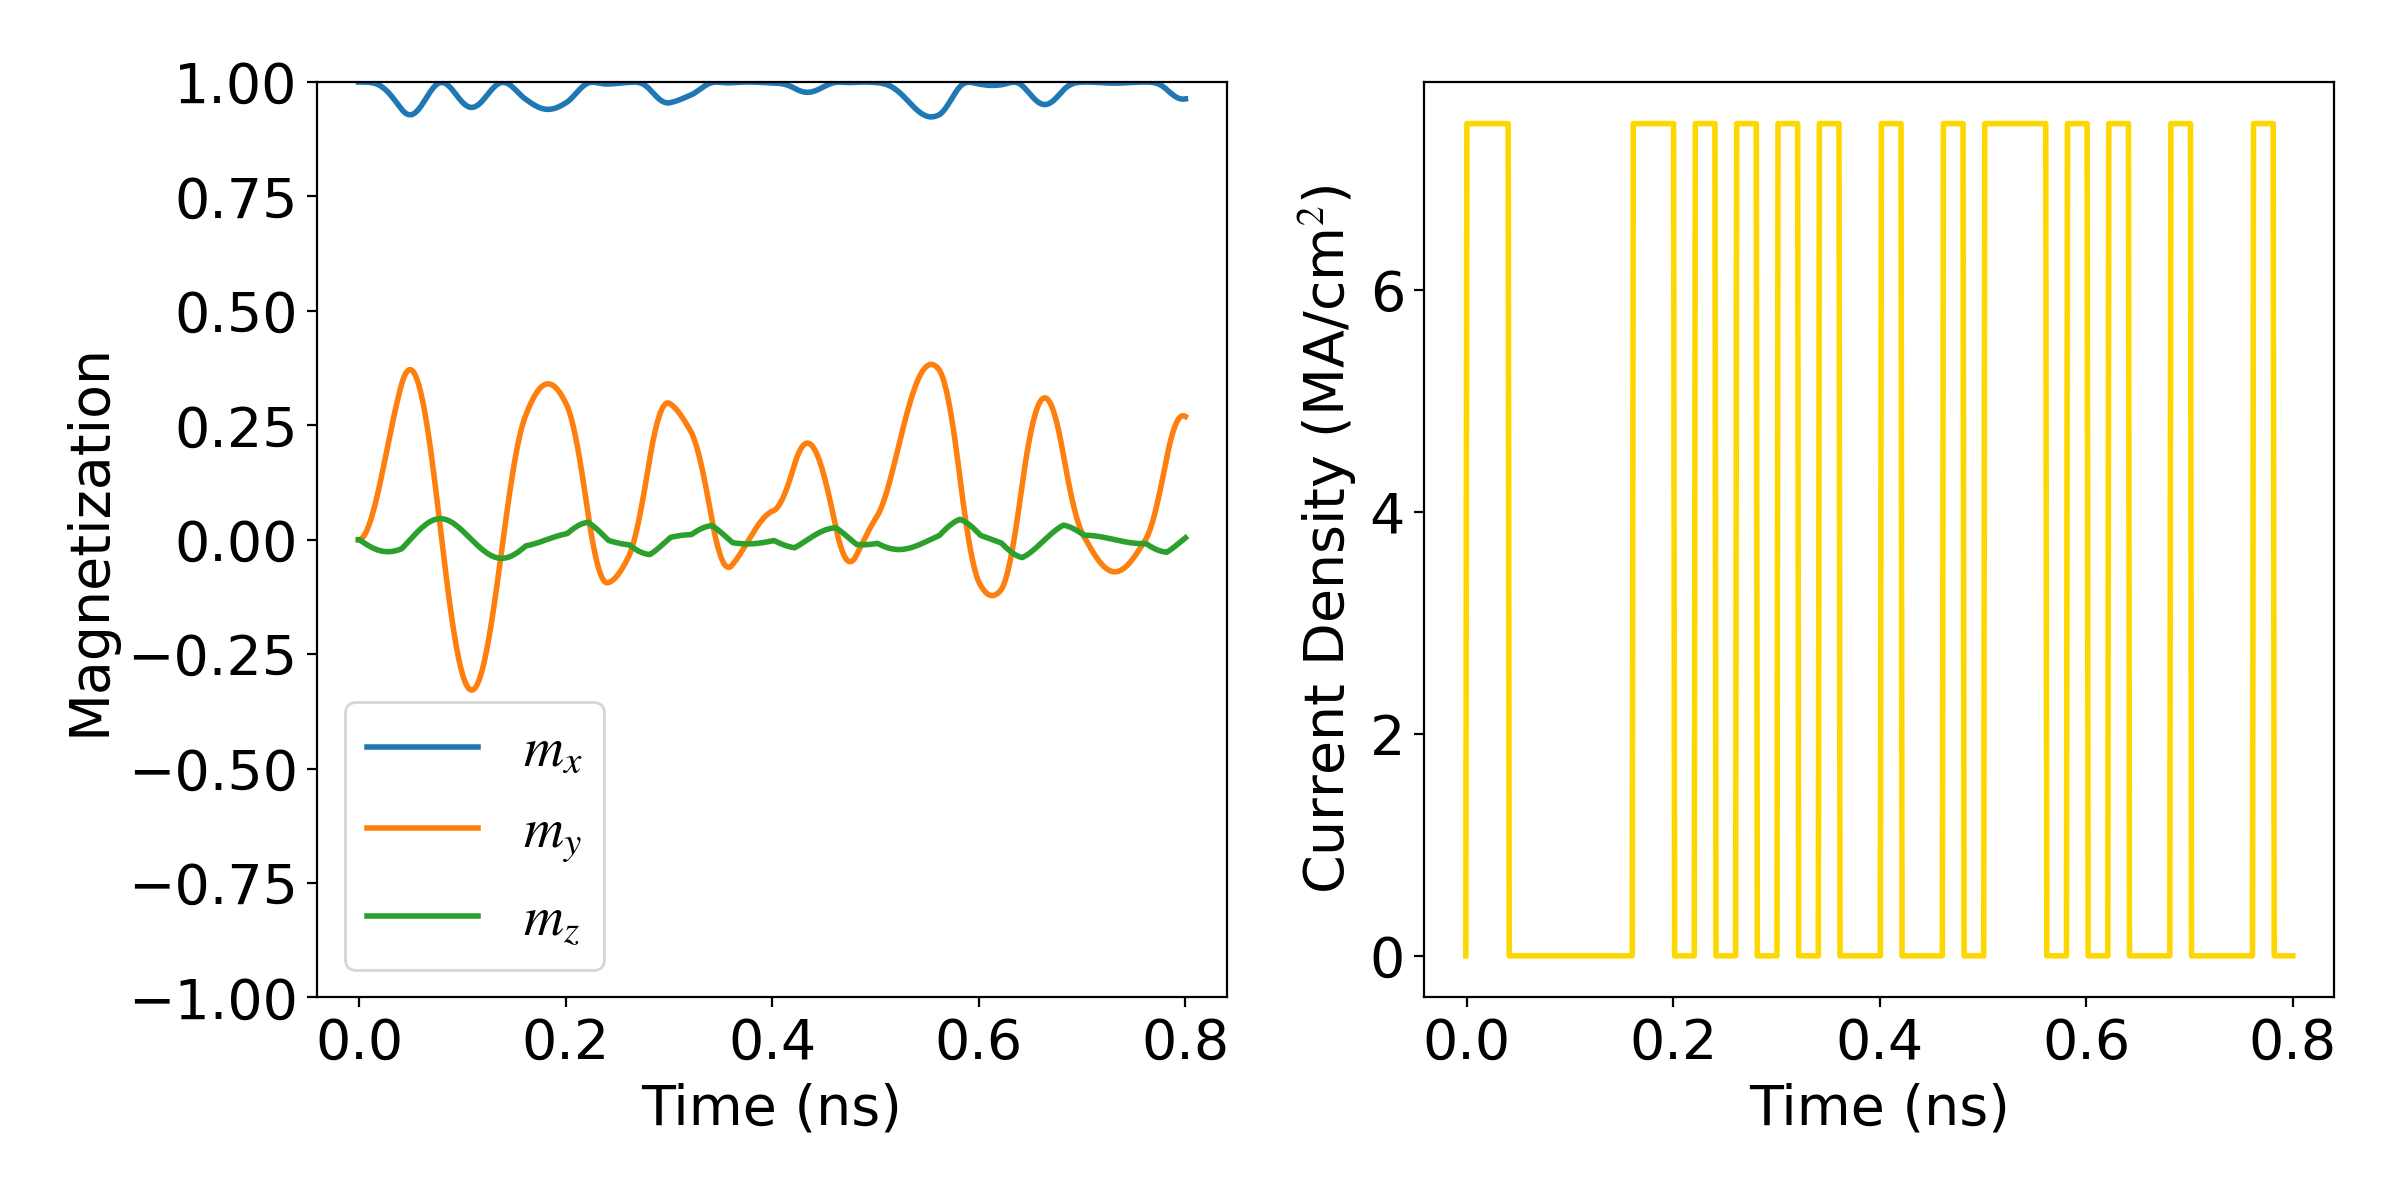 Magnetization
1.00
0.75
0.50
0.25
0.00
−0.25
−0.50
−0.75
−1.00
m_x
m_y
m_z
0.0 0.2 0.4 0.6 0.8
Time (ns)
Current Density (MA/cm²)
6
4
2
0
0.0 0.2 0.4 0.6 0.8
Time (ns)